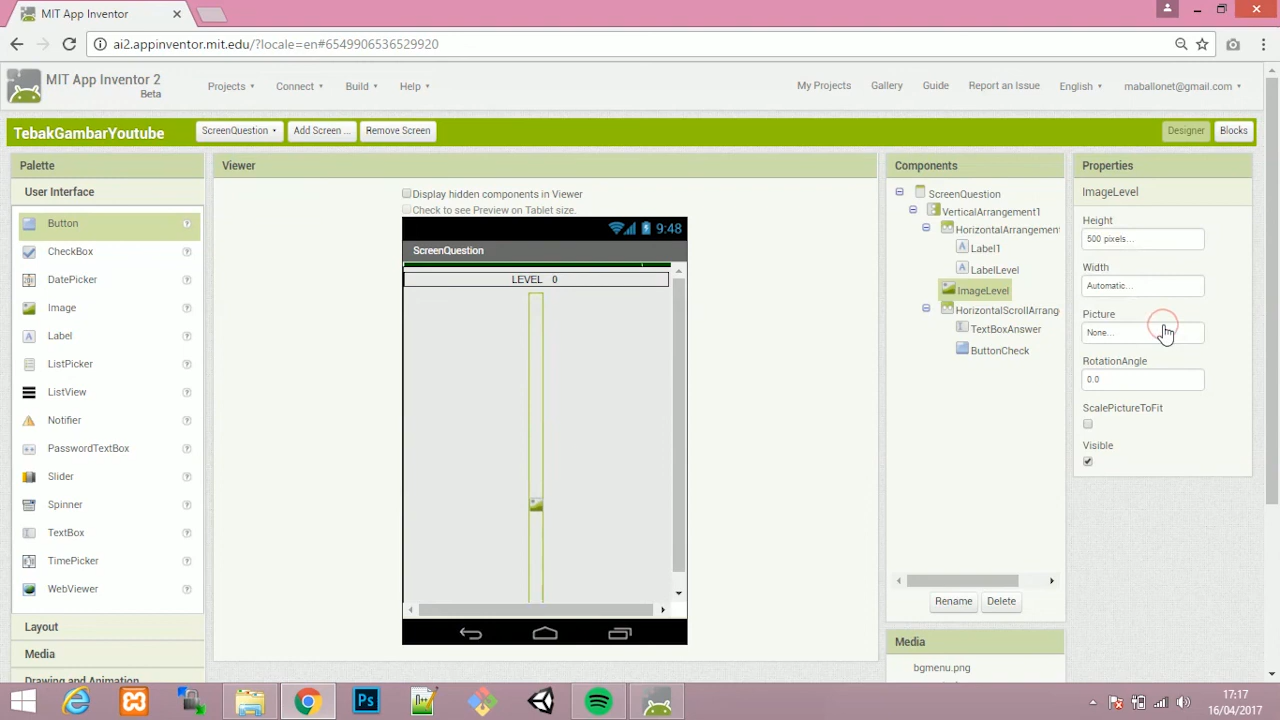 MIT App Inventor
ai2.appinventor.mit.edu/?locale=en#6549906536529920
MIT App Inventor 2
Beta
Projects
Connect
Build
Help
My Projects
Gallery
Guide
Report an Issue
English
maballonet@gmail.com
TebakGambarYoutube
ScreenQuestion
Add Screen ...
Remove Screen
Designer
Blocks
Palette
User Interface
Button
CheckBox
DatePicker
Image
Label
ListPicker
ListView
Notifier
PasswordTextBox
Slider
Spinner
TextBox
TimePicker
WebViewer
Layout
Media
Drawing and Animation
Viewer
Display hidden components in Viewer
Check to see Preview on Tablet size.
9:48
ScreenQuestion
LEVEL 0
Components
ScreenQuestion
VerticalArrangement1
HorizontalArrangement
Label1
LabelLevel
ImageLevel
HorizontalScrollArrang
TextBoxAnswer
ButtonCheck
Rename
Delete
Media
bgmenu.png
Properties
ImageLevel
Height
500 pixels...
Width
Automatic...
Picture
None...
RotationAngle
0.0
ScalePictureToFit
Visible
Ps
17:17
16/04/2017